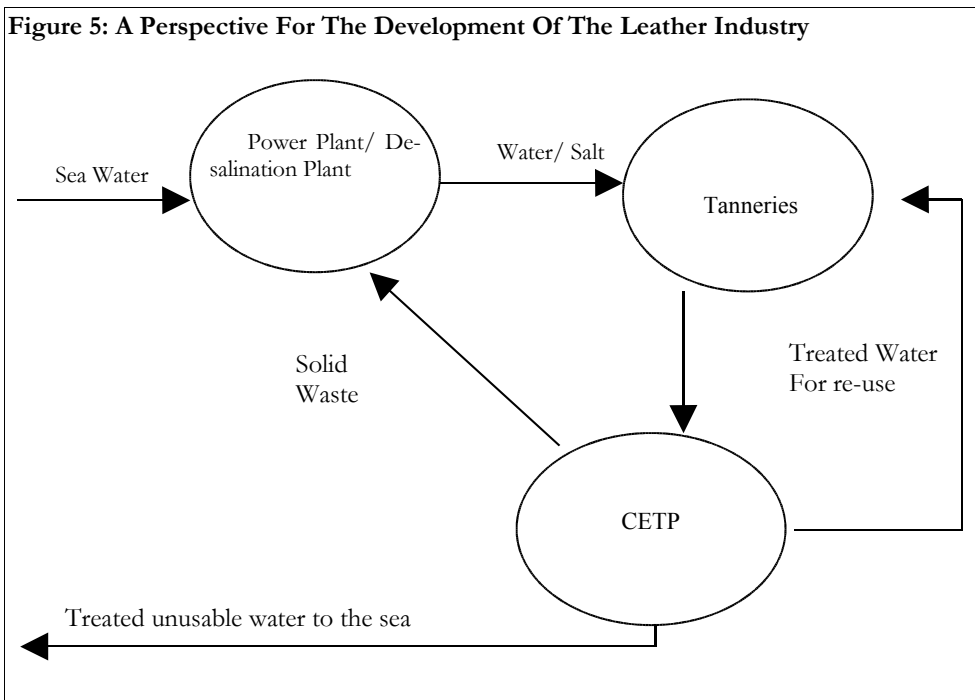 Figure 5: A Perspective For The Development Of The Leather Industry
Power Plant/ De-
salination Plant
Water/ Salt
Sea Water
Tanneries
Solid
Waste
Treated Water
For re-use
CETP
Treated unusable water to the sea